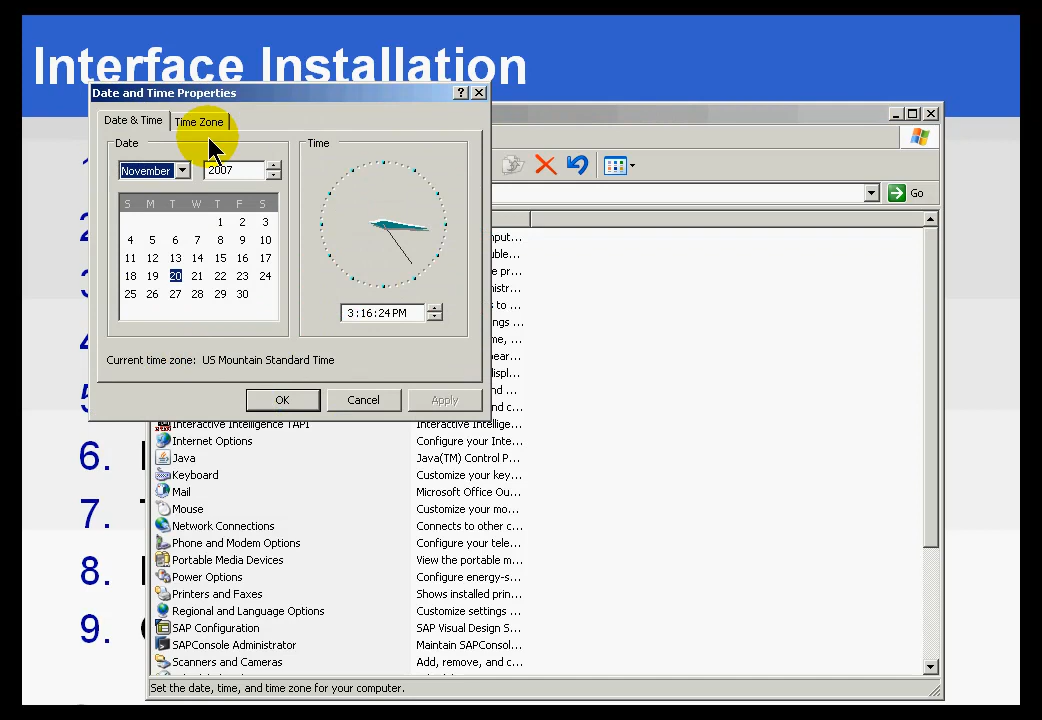 Interface Installation
Date and Time Properties
Date & Time
Time Zone
Date
Time
November
2007
S M T W T F S
1 2 3
4 5 6 7 8 9 10
11 12 13 14 15 16 17
18 19 20 21 22 23 24
25 26 27 28 29 30
3:16:24 PM
Current time zone: US Mountain Standard Time
OK
Cancel
Apply
Go
Interactive Intelligence TAPI Interactive Intellige...
Internet Options Configure your Inte...
Java Java(TM) Control P...
Keyboard Customize your key...
Mail Microsoft Office Ou...
Mouse Customize your mo...
Network Connections Connects to other c...
Phone and Modem Options Configure your tele...
Portable Media Devices View the portable m...
Power Options Configure energy-s...
Printers and Faxes Shows installed prin...
Regional and Language Options Customize settings ...
SAP Configuration SAP Visual Design S...
SAPConsole Administrator Maintain SAPConsol...
Scanners and Cameras Add, remove, and c...
Set the date, time, and time zone for your computer.
6.
7.
8.
9.